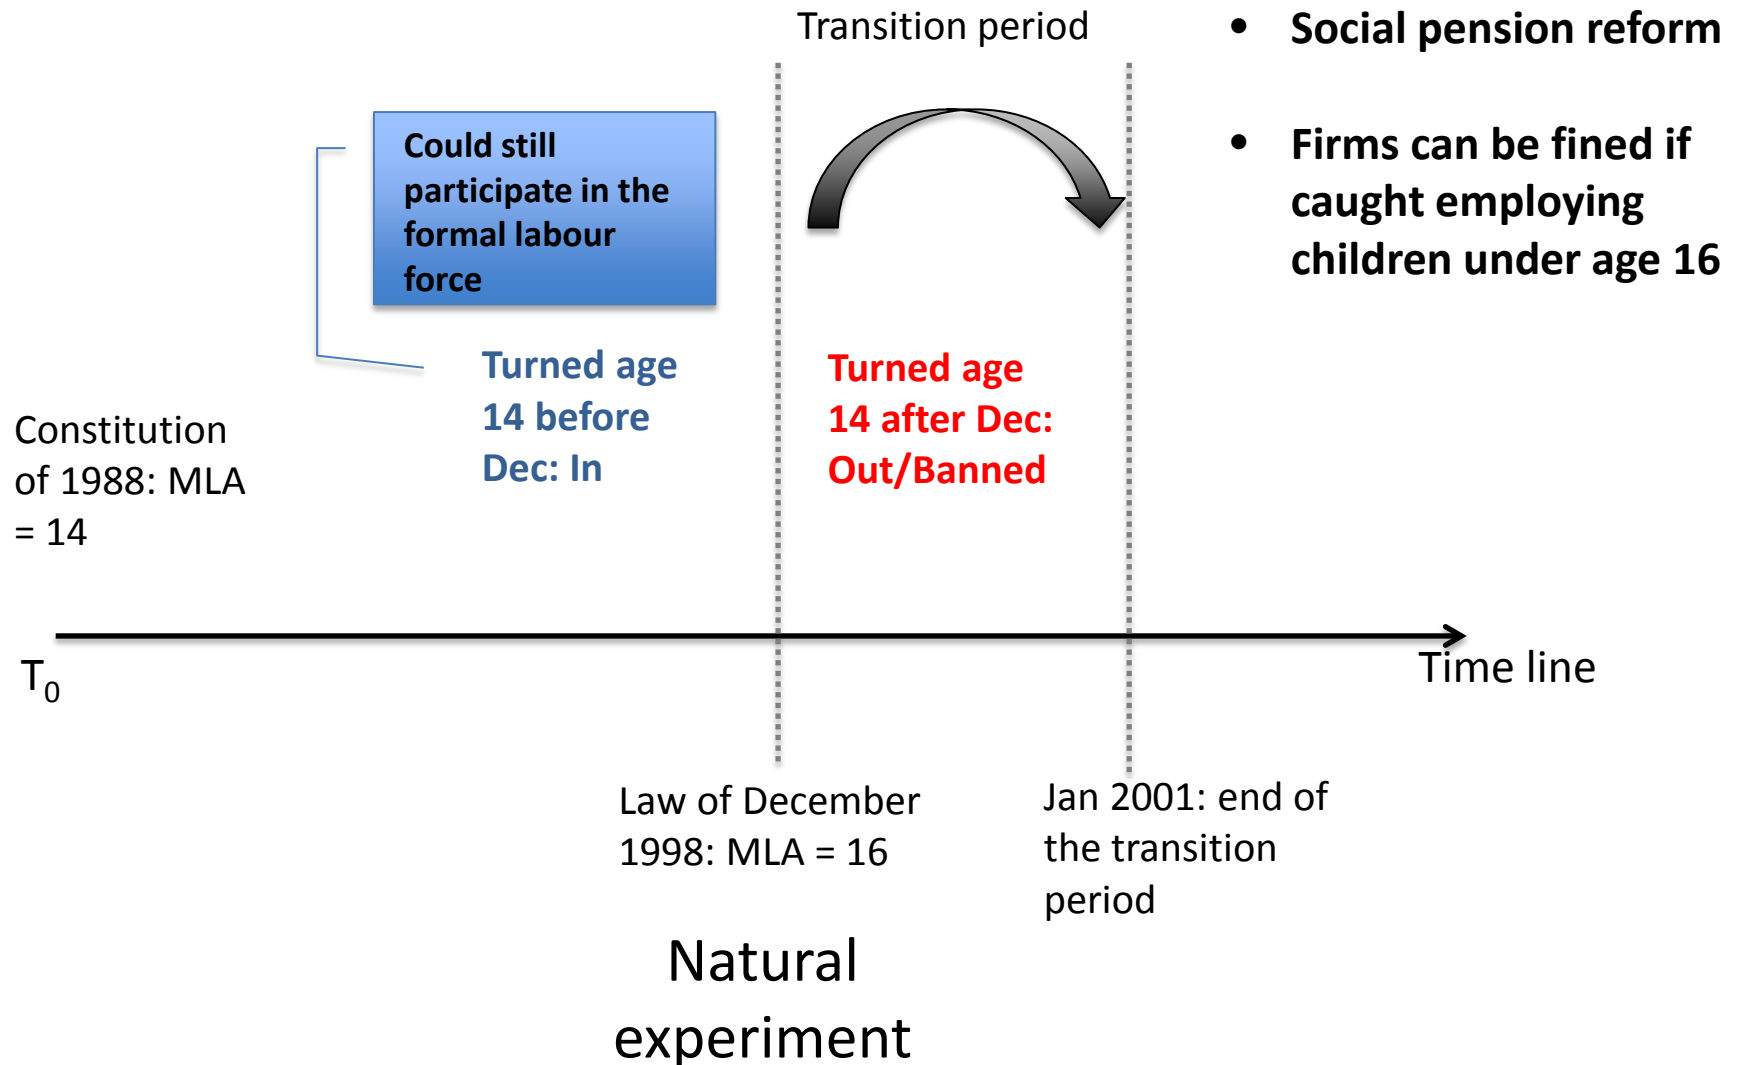 Transition period
• Social pension reform
• Firms can be fined if
caught employing
children under age 16
Could still
participate in the
formal labour
force
Turned age
14 before
Dec: In
Turned age
14 after Dec:
Out/Banned
Constitution
of 1988: MLA
= 14
T₀
Time line
Law of December
1998: MLA = 16
Jan 2001: end of
the transition
period
Natural
experiment